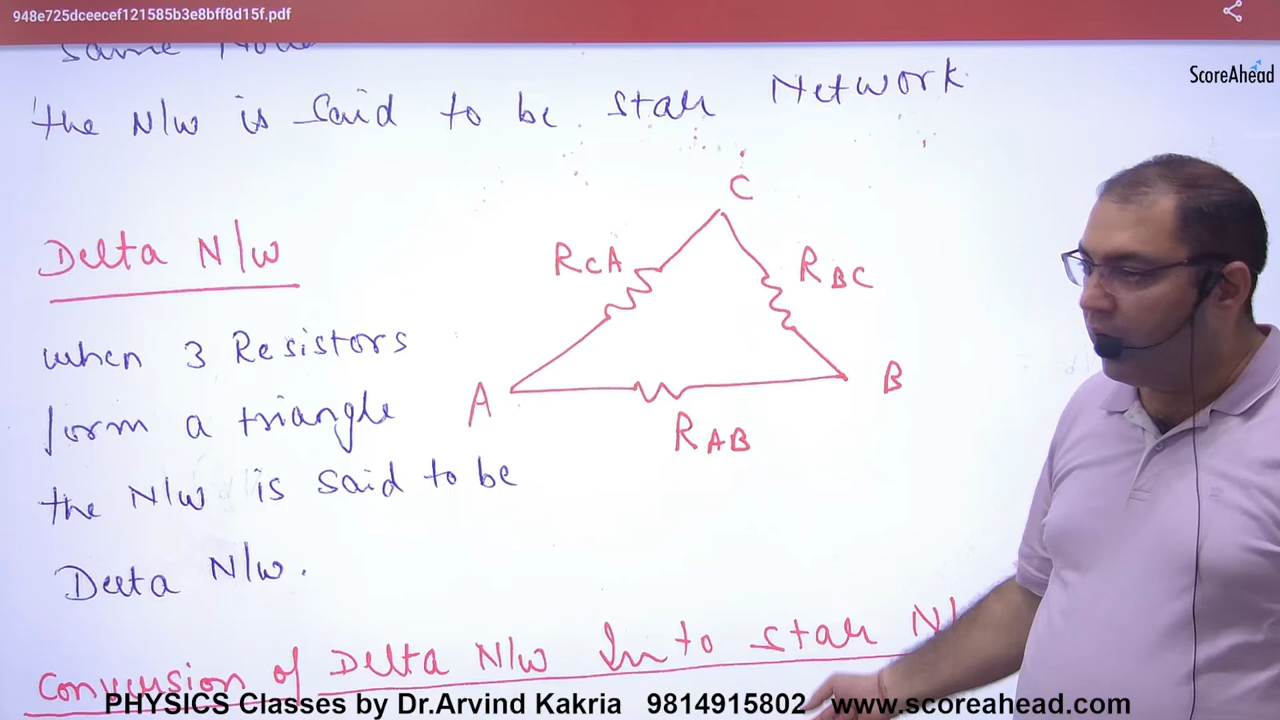 948e725dceecef121585b3e8bff8d15f.pdf
ScoreAhead
same
the N/w is said to be star Network
C
Delta N/w
RCA
RBC
when 3 Resistors
form a triangle
A
B
RAB
the N/w is said to be
Delta N/w.
Conversion of Delta N/w Into star
PHYSICS Classes by Dr.Arvind Kakria 9814915802 www.scoreahead.com